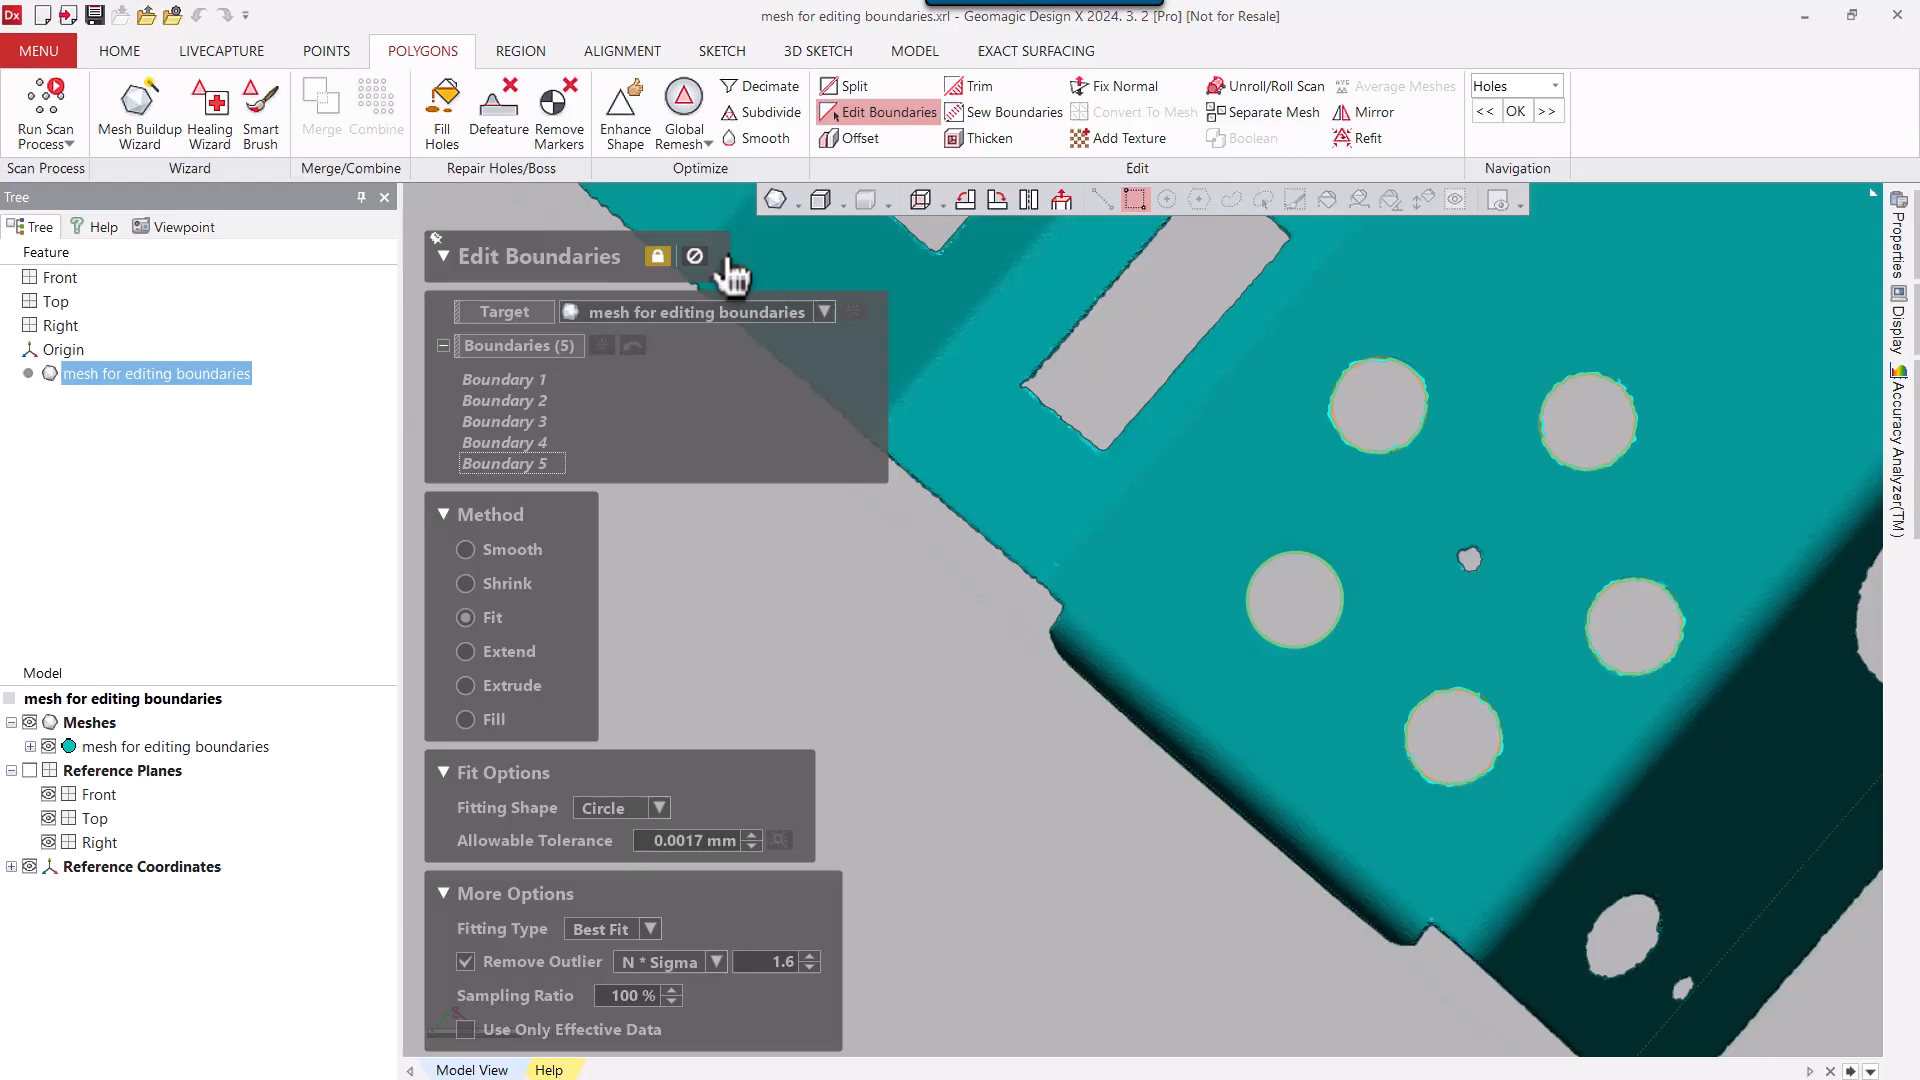 Dx
mesh for editing boundaries.xrl - Geomagic Design X 2024. 3. 2 [Pro] [Not for Resale]
MENU HOME LIVECAPTURE POINTS POLYGONS REGION ALIGNMENT SKETCH 3D SKETCH MODEL EXACT SURFACING
Run Scan
Process
Scan Process
Mesh Buildup
Wizard
Healing
Wizard
Smart
Brush
Wizard
Merge Combine
Merge/Combine
Fill
Holes
Defeature
Remove
Markers
Repair Holes/Boss
Enhance
Shape
Global
Remesh
Decimate
Subdivide
Smooth
Optimize
Split Trim Fix Normal Unroll/Roll Scan Average Meshes
Edit Boundaries Sew Boundaries Convert To Mesh Separate Mesh Mirror
Offset Thicken Add Texture Boolean Refit
Edit
Holes
<< OK >>
Navigation
Tree
Tree Help Viewpoint
Feature
Front
Top
Right
Origin
mesh for editing boundaries
Model
mesh for editing boundaries
Meshes
mesh for editing boundaries
Reference Planes
Front
Top
Right
Reference Coordinates
Edit Boundaries
Target mesh for editing boundaries
Boundaries (5)
Boundary 1
Boundary 2
Boundary 3
Boundary 4
Boundary 5
Method
Smooth
Shrink
Fit
Extend
Extrude
Fill
Fit Options
Fitting Shape Circle
Allowable Tolerance 0.0017 mm
More Options
Fitting Type Best Fit
Remove Outlier N * Sigma 1.6
Sampling Ratio 100 %
Use Only Effective Data
Model View Help
Properties
Display
Accuracy Analyzer(TM)